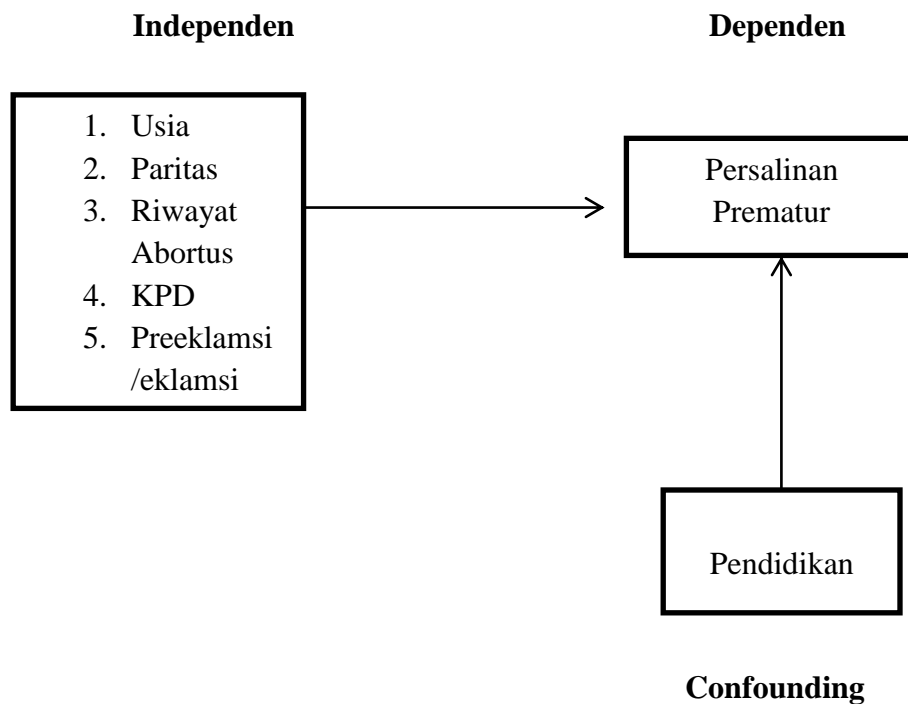 Independen
Dependen
1. Usia
2. Paritas
3. Riwayat
Abortus
4. KPD
5. Preeklamsi
/eklamsi
Persalinan
Prematur
Pendidikan
Confounding